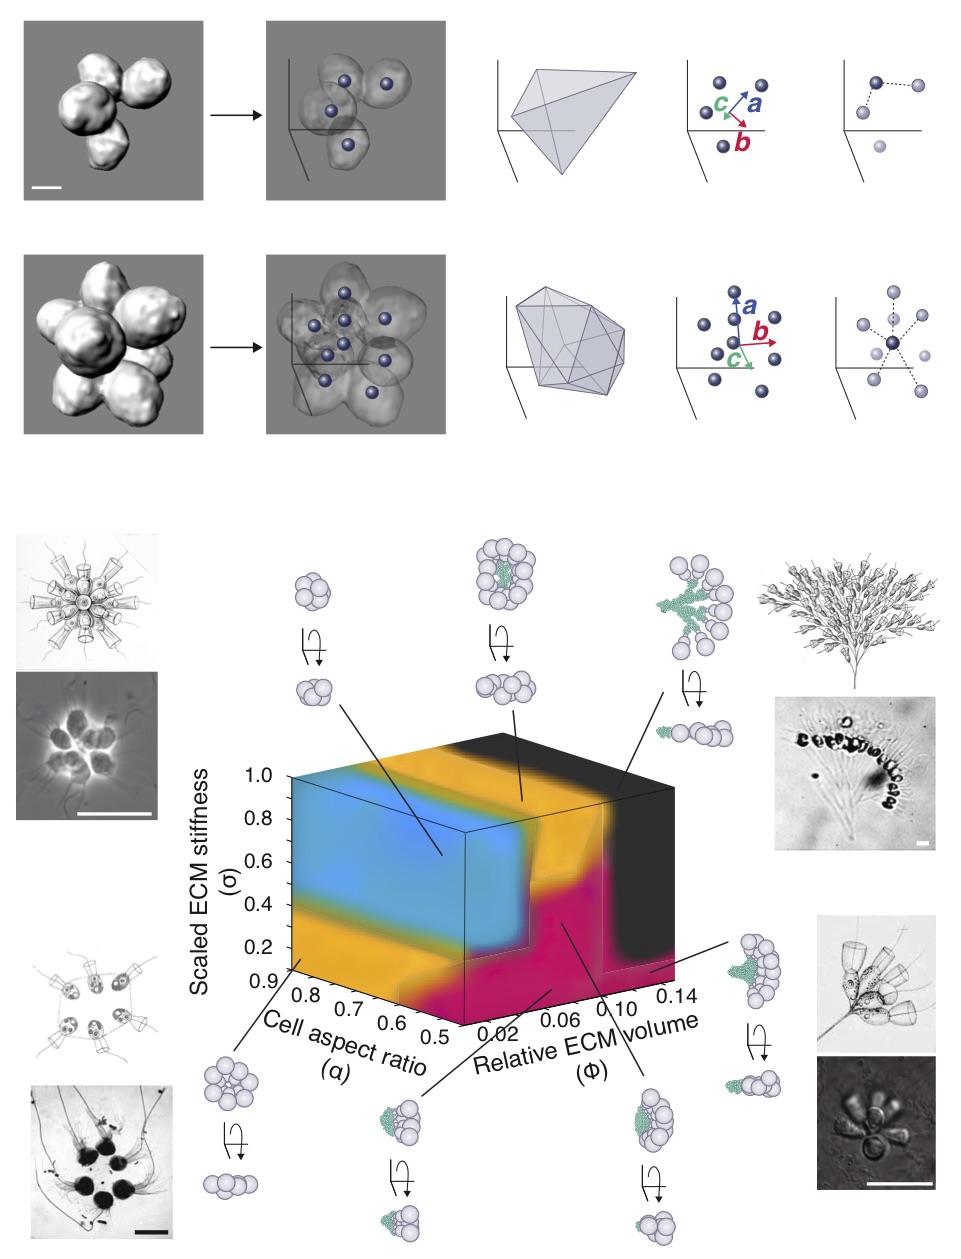 c a
b
a
b
c
Scaled ECM stiffness
(σ)
1.0
0.8
0.6
0.4
0.2
0.9
0.8
0.7
0.6
0.5
Cell aspect ratio
(α)
0.02
0.06
0.10
0.14
Relative ECM volume
(Φ)